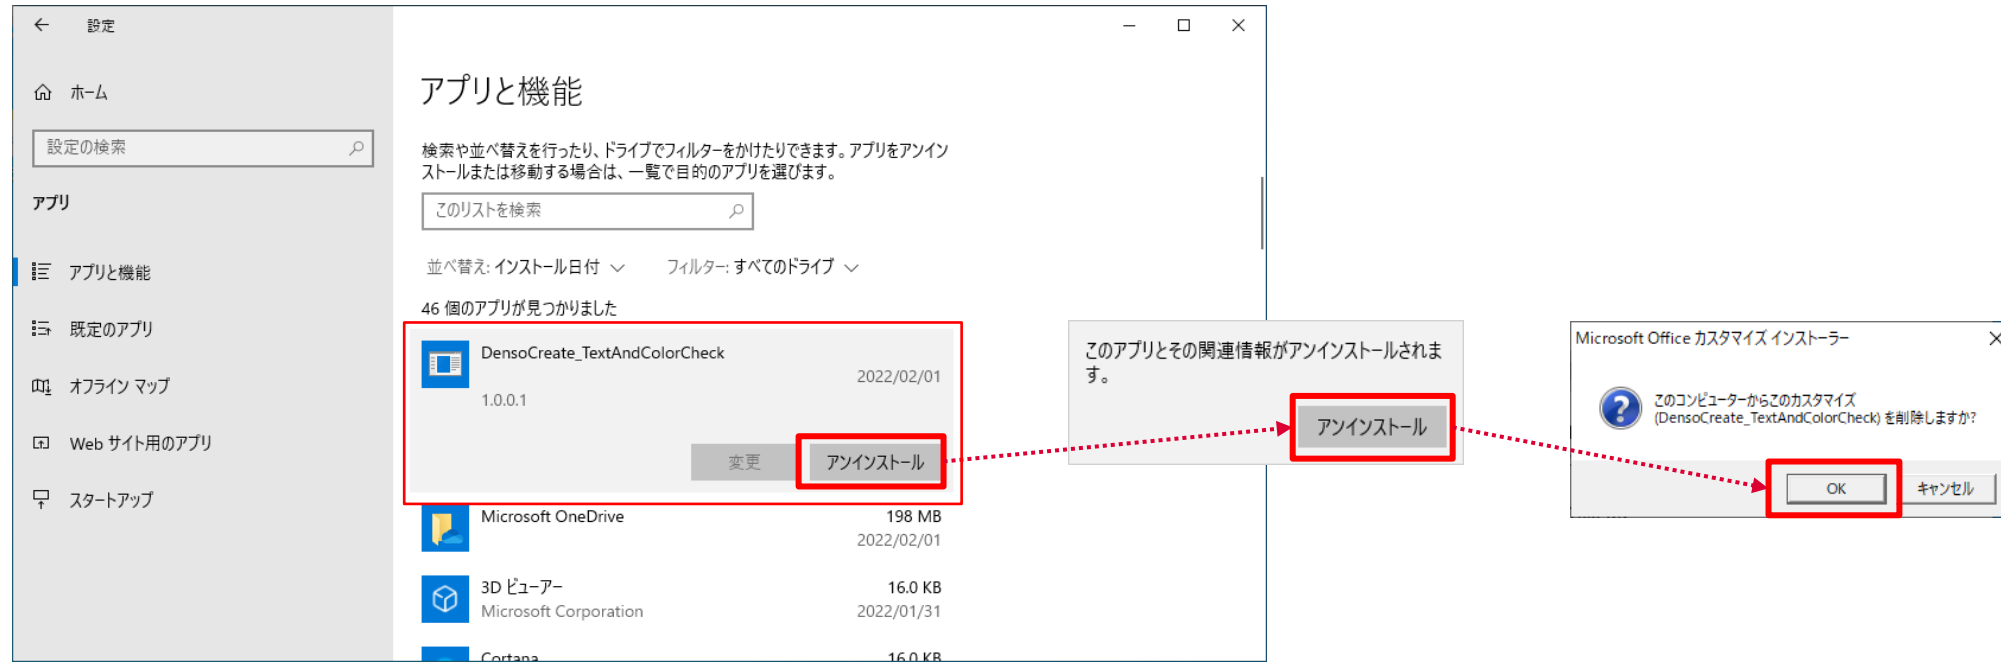 設定
ホーム
設定の検索
アプリ
アプリと機能
既定のアプリ
オフライン マップ
Web サイト用のアプリ
スタートアップ
アプリと機能
検索や並べ替えを行ったり、ドライブでフィルターをかけたりできます。アプリをアンイン
ストールまたは移動する場合は、一覧で目的のアプリを選びます。
このリストを検索
並べ替え: インストール日付 フィルター: すべてのドライブ
46 個のアプリが見つかりました
DensoCreate_TextAndColorCheck
2022/02/01
1.0.0.1
変更 アンインストール
Microsoft OneDrive 198 MB
2022/02/01
3D ビューアー 16.0 KB
Microsoft Corporation 2022/01/31
Cortana 16.0 KB
このアプリとその関連情報がアンインストールされま
す。
アンインストール
Microsoft Office カスタマイズ インストーラー
このコンピューターからこのカスタマイズ
(DensoCreate_TextAndColorCheck) を削除しますか?
OK キャンセル